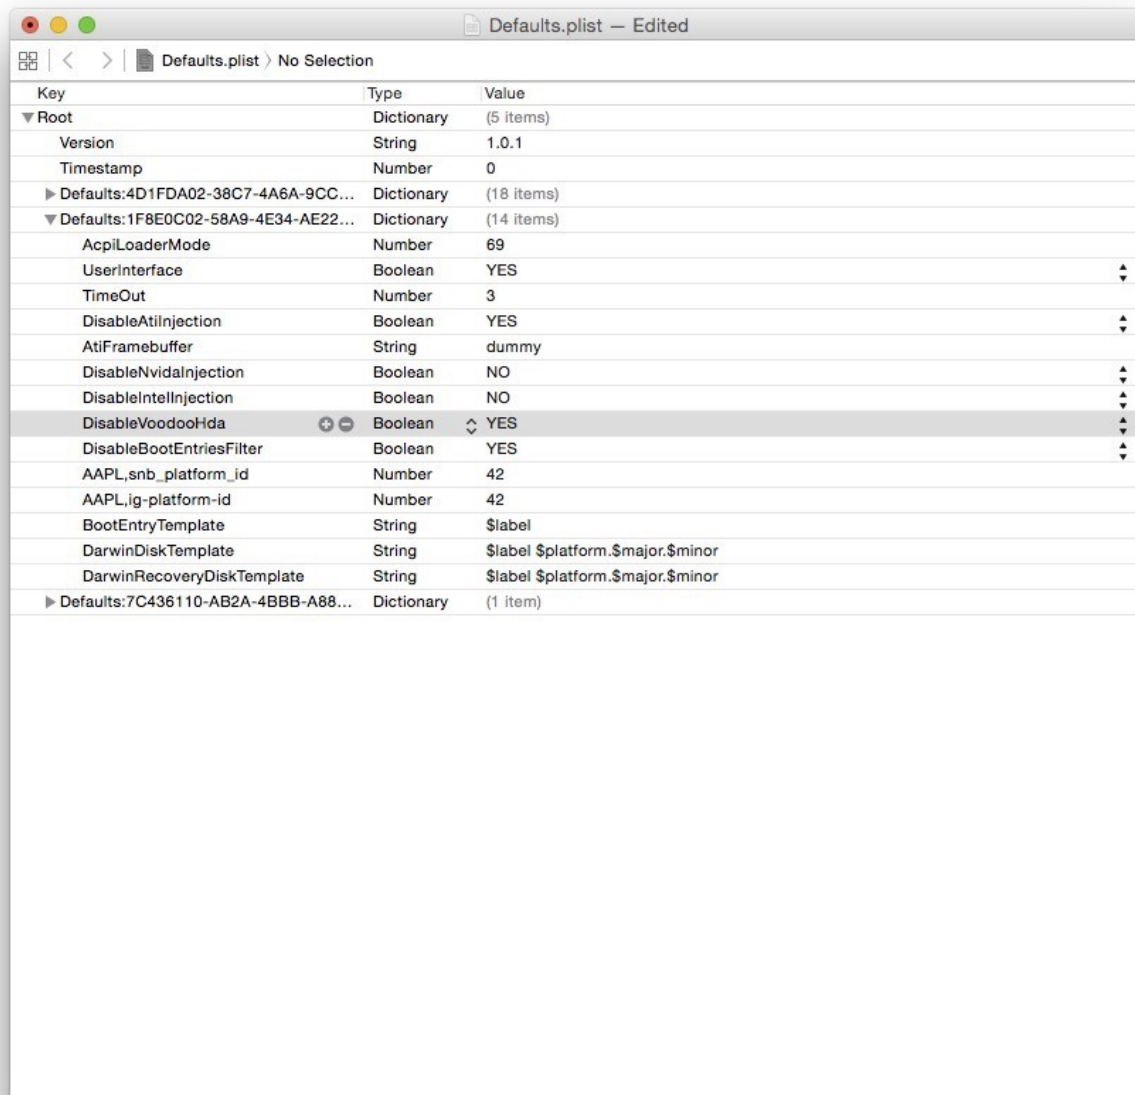 Defaults.plist — Edited
Defaults.plist 〉 No Selection
Key Type Value
Root Dictionary (5 items)
Version String 1.0.1
Timestamp Number 0
Defaults:4D1FDA02-38C7-4A6A-9CC... Dictionary (18 items)
Defaults:1F8E0C02-58A9-4E34-AE22... Dictionary (14 items)
AcpiLoaderMode Number 69
UserInterface Boolean YES
TimeOut Number 3
DisableAtiInjection Boolean YES
AtiFramebuffer String dummy
DisableNvidaInjection Boolean NO
DisableIntelInjection Boolean NO
DisableVoodooHda Boolean YES
DisableBootEntriesFilter Boolean YES
AAPL,snb_platform_id Number 42
AAPL,ig-platform-id Number 42
BootEntryTemplate String $label
DarwinDiskTemplate String $label $platform.$major.$minor
DarwinRecoveryDiskTemplate String $label $platform.$major.$minor
Defaults:7C436110-AB2A-4BBB-A88... Dictionary (1 item)